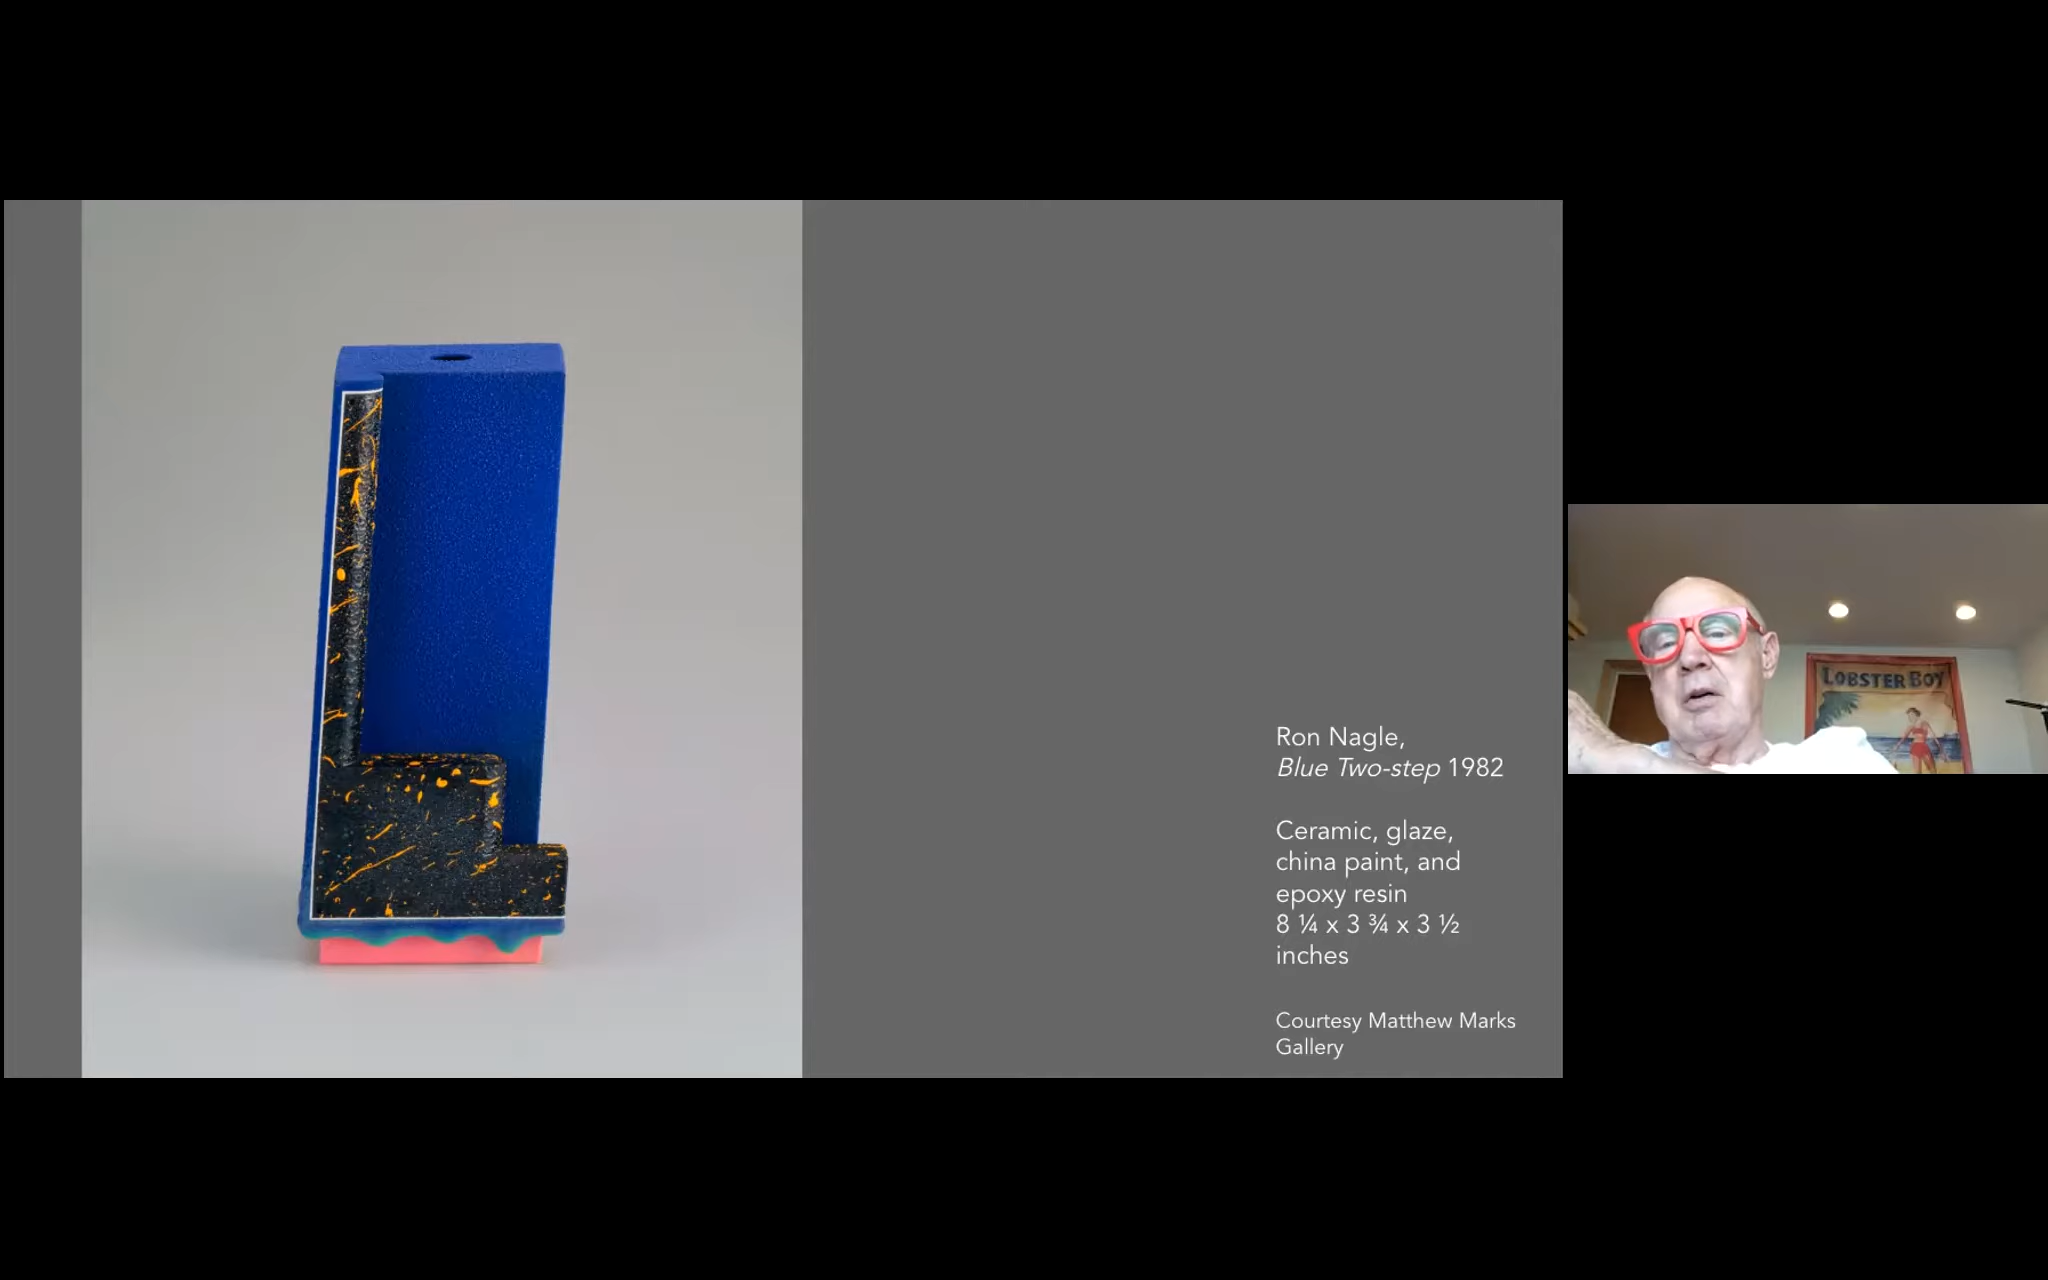 Ron Nagle,
Blue Two-step 1982
Ceramic, glaze,
china paint, and
epoxy resin
8 ¼ x 3 ¾ x 3 ½
inches
Courtesy Matthew Marks
Gallery
LOBSTER BOY